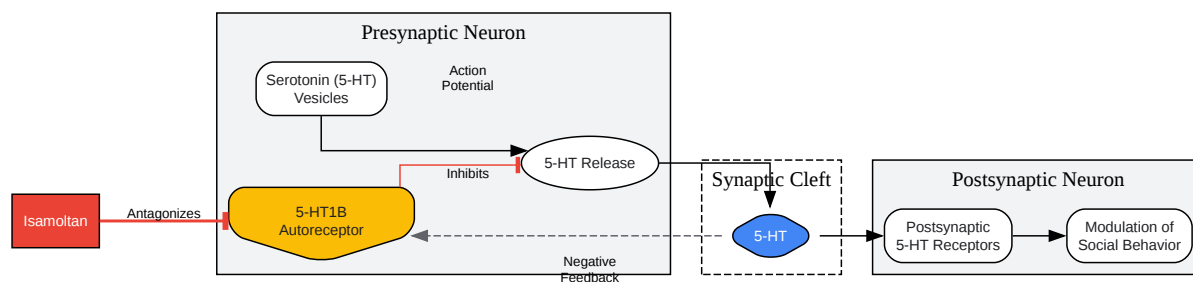 Presynaptic Neuron
Serotonin (5-HT)
Vesicles
Action
Potential
5-HT Release
Inhibits
Isamoltan
Antagonizes
5-HT1B
Autoreceptor
Negative
Feedback
Synaptic Cleft
5-HT
Postsynaptic Neuron
Postsynaptic
5-HT Receptors
Modulation of
Social Behavior